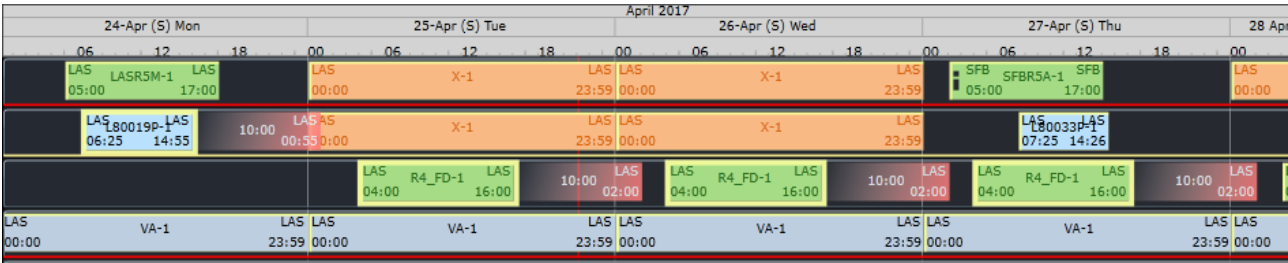 April 2017
24-Apr (S) Mon 25-Apr (S) Tue 26-Apr (S) Wed 27-Apr (S) Thu 28 Apr
06 12 18 00 06 12 18 00 06 12 18 00 06 12 18 00
LAS LASR5M-1 LAS LAS X-1 LAS LAS X-1 LAS SFB SFBR5A-1 SFB LAS
05:00 17:00 00:00 23:59 00:00 23:59 05:00 17:00 00:00
LAS L80019P-1 LAS 10:00 LAS AS X-1 LAS LAS X-1 LAS LAS L80033P-1 LAS
06:25 14:55 00:55 0:00 23:59 00:00 23:59 07:25 14:26
LAS R4_FD-1 LAS 10:00 LAS LAS R4_FD-1 LAS 10:00 LAS LAS R4_FD-1 LAS 10:00 LAS
04:00 16:00 02:00 04:00 16:00 02:00 04:00 16:00 02:00
LAS VA-1 LAS LAS VA-1 LAS LAS VA-1 LAS LAS VA-1 LAS LAS
00:00 23:59 00:00 23:59 00:00 23:59 00:00 23:59 00:00